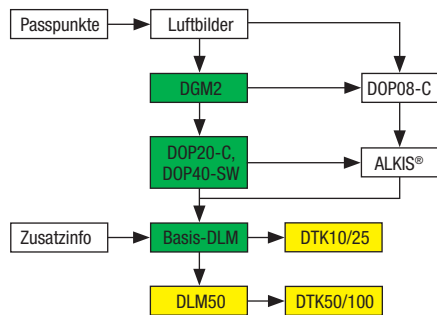 Passpunkte
Luftbilder
DGM2
DOP08-C
DOP20-C,
DOP40-SW
ALKIS®
Zusatzinfo
Basis-DLM
DTK10/25
DLM50
DTK50/100